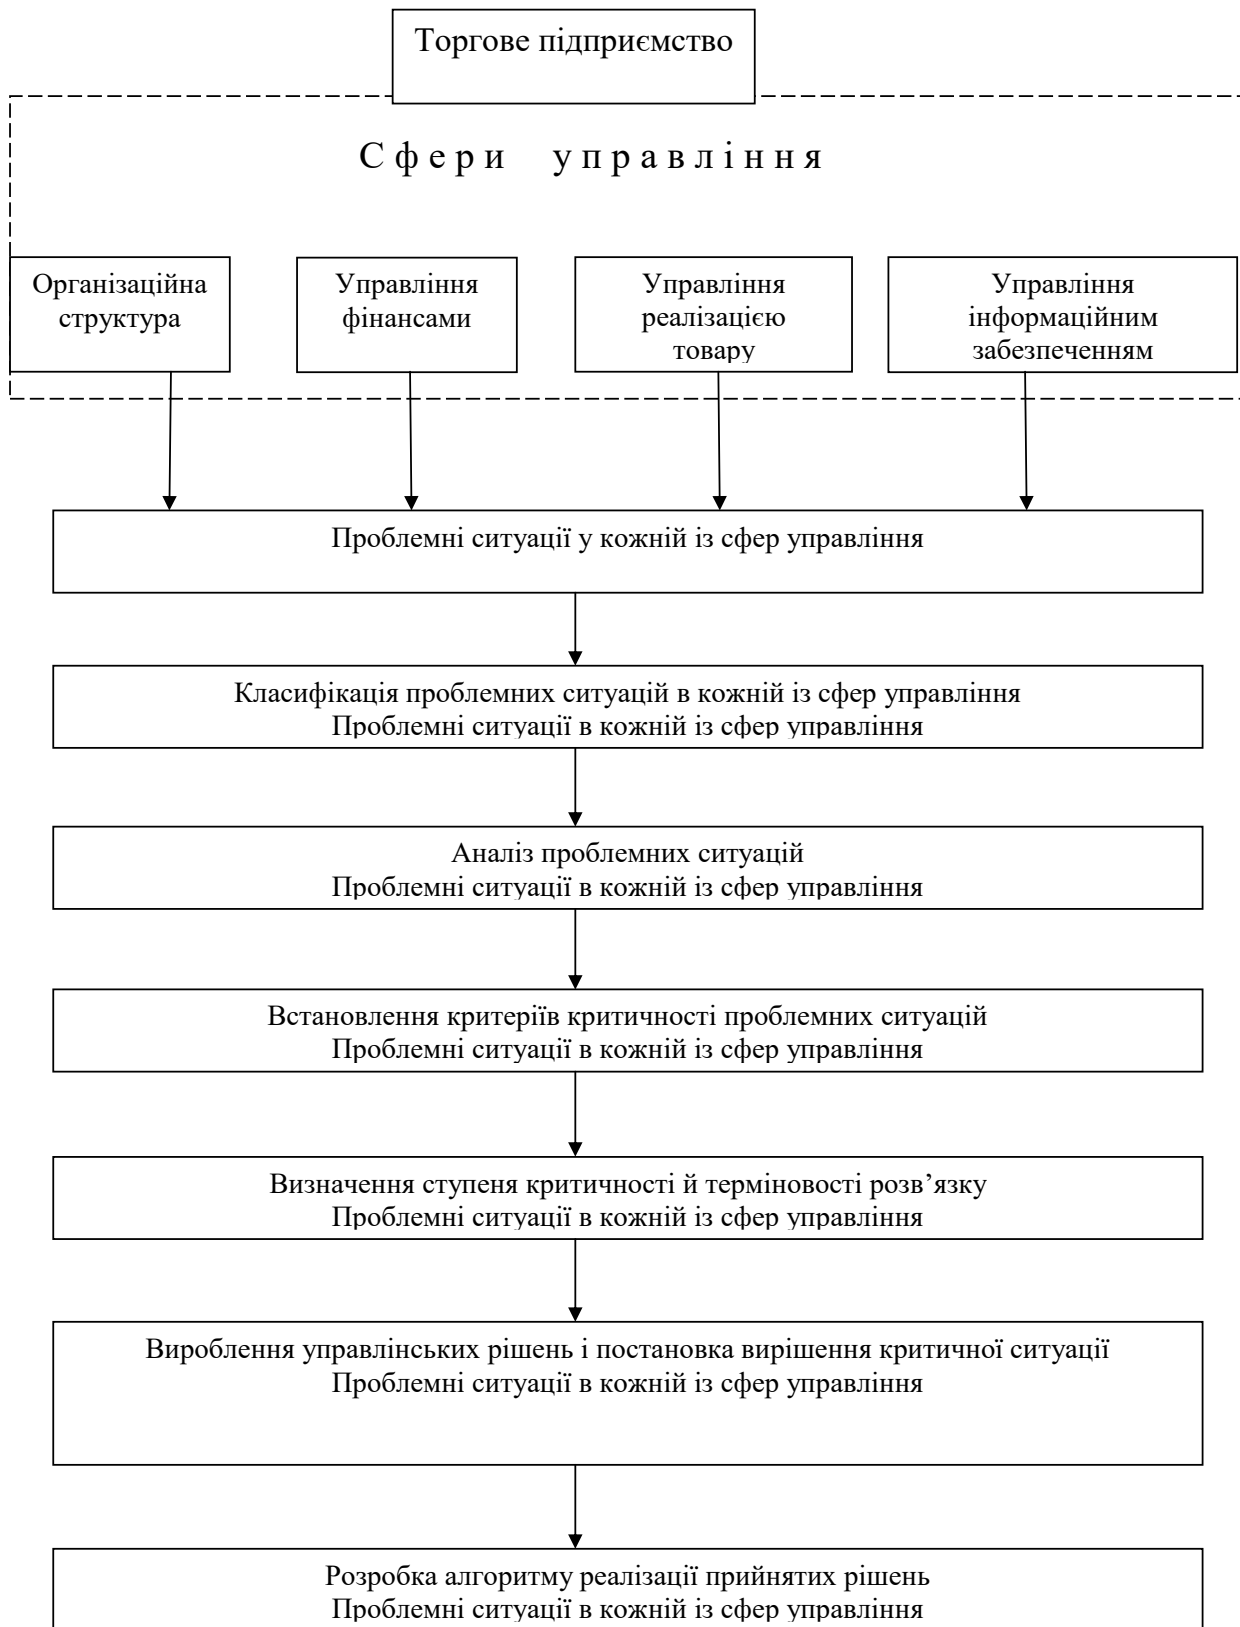 Торгове підприємство
Сфери управління
Організаційна
структура
Управління
фінансами
Управління
реалізацією
товару
Управління
інформаційним
забезпеченням
Проблемні ситуації у кожній із сфер управління
Класифікація проблемних ситуацій в кожній із сфер управління
Проблемні ситуації в кожній із сфер управління
Аналіз проблемних ситуацій
Проблемні ситуації в кожній із сфер управління
Встановлення критеріїв критичності проблемних ситуацій
Проблемні ситуації в кожній із сфер управління
Визначення ступеня критичності й терміновості розв’язку
Проблемні ситуації в кожній із сфер управління
Вироблення управлінських рішень і постановка вирішення критичної ситуації
Проблемні ситуації в кожній із сфер управління
Розробка алгоритму реалізації прийнятих рішень
Проблемні ситуації в кожній із сфер управління